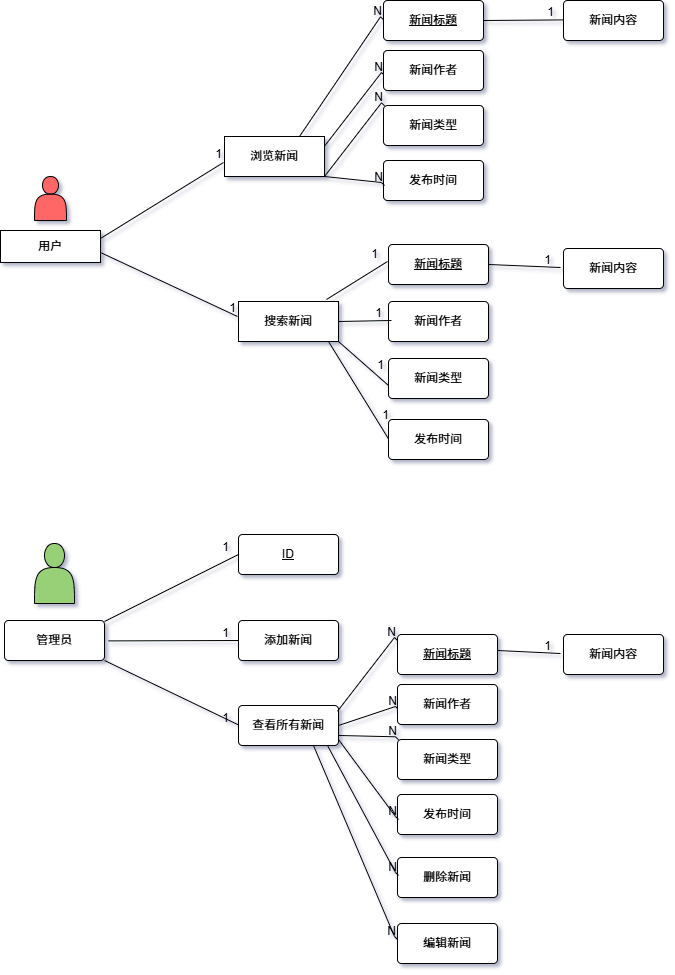 N
新闻标题
1
新闻内容
N
新闻作者
N
新闻类型
1
浏览新闻
N
发布时间
用户
1
新闻标题
1
新闻内容
1
搜索新闻
1
新闻作者
1
新闻类型
1
发布时间
1
ID
管理员
1
添加新闻
N
新闻标题
1
新闻内容
1
查看所有新闻
N
新闻作者
N
新闻类型
N
发布时间
N
删除新闻
N
编辑新闻